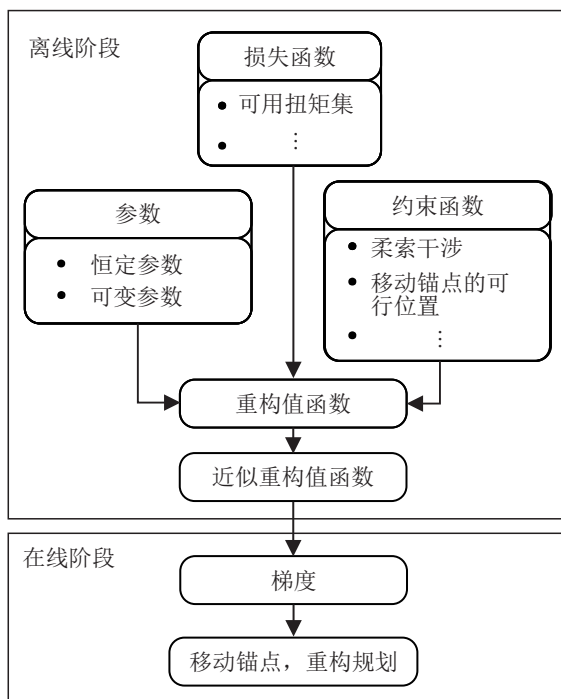 离线阶段
损失函数
• 可用扭矩集
• ⋮
参数
• 恒定参数
• 可变参数
约束函数
• 柔索干涉
• 移动锚点的可
行位置
• ⋮
重构值函数
近似重构值函数
在线阶段
梯度
移动锚点，重构规划